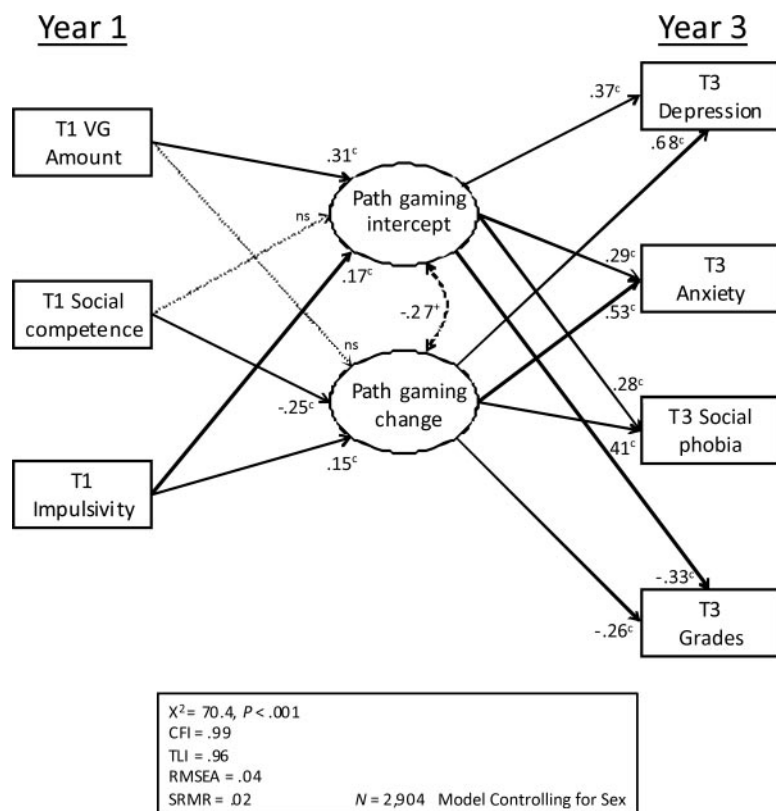 Year 1
Year 3
T1 VG
Amount
T1 Social
competence
T1
Impulsivity
.31ᶜ
ns
.17ᶜ
Path gaming
intercept
-.27⁺
ns
-.25ᶜ
.15ᶜ
Path gaming
change
.37ᶜ
.68ᶜ
.29ᶜ
.53ᶜ
.28ᶜ
.41ᶜ
-.33ᶜ
-.26ᶜ
T3
Depression
T3
Anxiety
T3 Social
phobia
T3
Grades
X² = 70.4, P < .001
CFI = .99
TLI = .96
RMSEA = .04
SRMR = .02 N = 2,904 Model Controlling for Sex